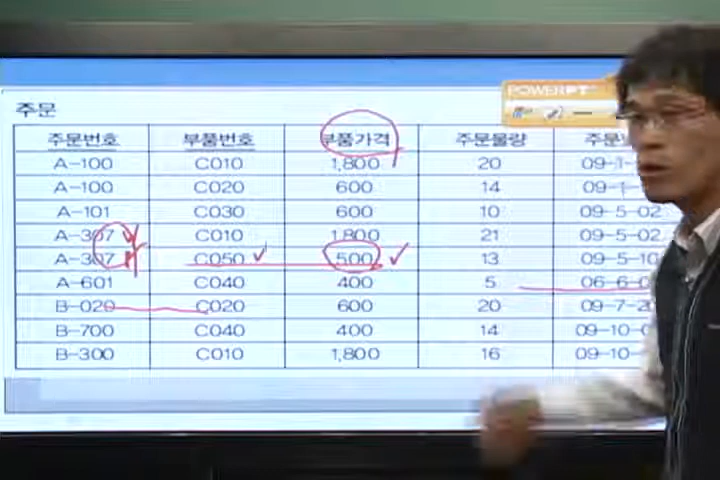 POWERPT
주문
주문번호 부품번호 부품가격 주문물량
A-100 C010 1,800 20
A-100 C020 600 14 09-1-
A-101 C030 600 10 09-5-02
A-307 C010 1,800 21 09-5-02
A-307 C050 500 13 09-5-10
A-601 C040 400 5 06-6-0
B-020 C020 600 20 09-7-20
B-700 C040 400 14 09-10-0
B-300 C010 1,800 16 09-10-